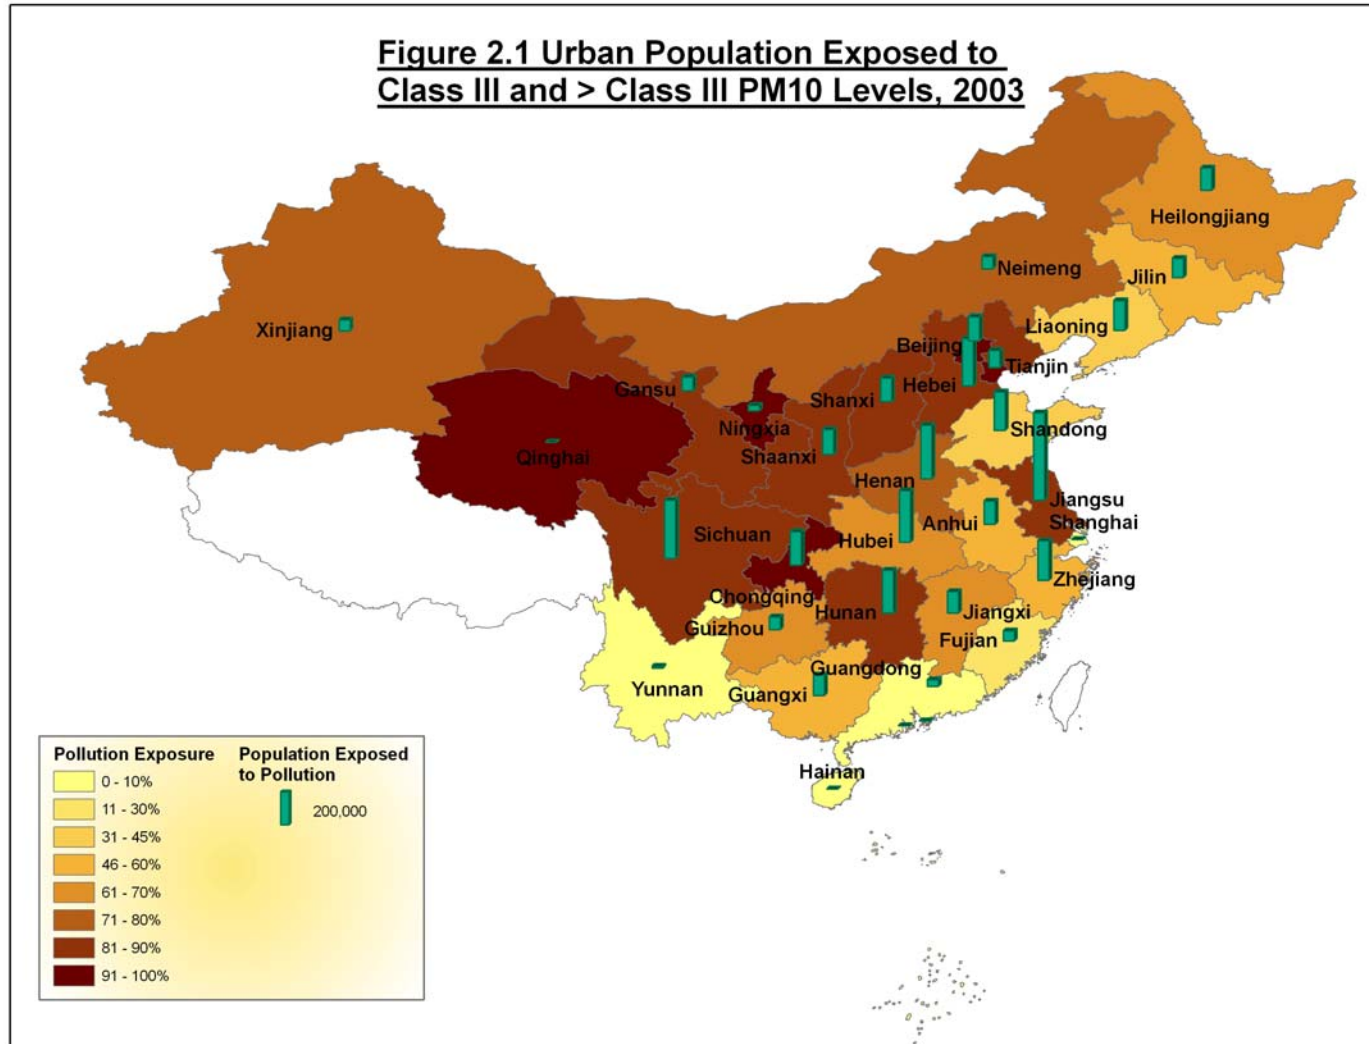 Figure 2.1 Urban Population Exposed to
Class III and > Class III PM10 Levels, 2003
Heilongjiang
Neimeng
Jilin
Xinjiang
Liaoning
Beijing
Tianjin
Gansu
Shanxi
Hebei
Ningxia
Shandong
Qinghai
Shaanxi
Henan
Jiangsu
Anhui
Shanghai
Sichuan
Hubei
Zhejiang
Chongqing
Hunan
Jiangxi
Guizhou
Fujian
Guangdong
Yunnan
Guangxi
Hainan
Pollution Exposure
0 - 10%
11 - 30%
31 - 45%
46 - 60%
61 - 70%
71 - 80%
81 - 90%
91 - 100%
Population Exposed
to Pollution
200,000